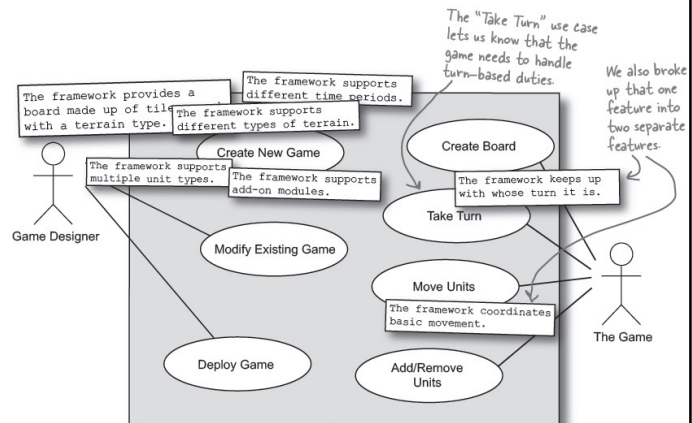 The "Take Turn" use case
lets us know that the
game needs to handle
turn-based duties.
We also broke
up that one
feature into
two separate
features.
The framework provides a
board made up of tile
with a terrain type.
The framework supports
different time periods.
The framework supports
different types of terrain.
Create New Game
Create Board
The framework supports
multiple unit types.
The framework supports
add-on modules.
The framework keeps up
with whose turn it is.
Take Turn
Game Designer
Modify Existing Game
Move Units
The framework coordinates
basic movement.
The Game
Deploy Game
Add/Remove
Units